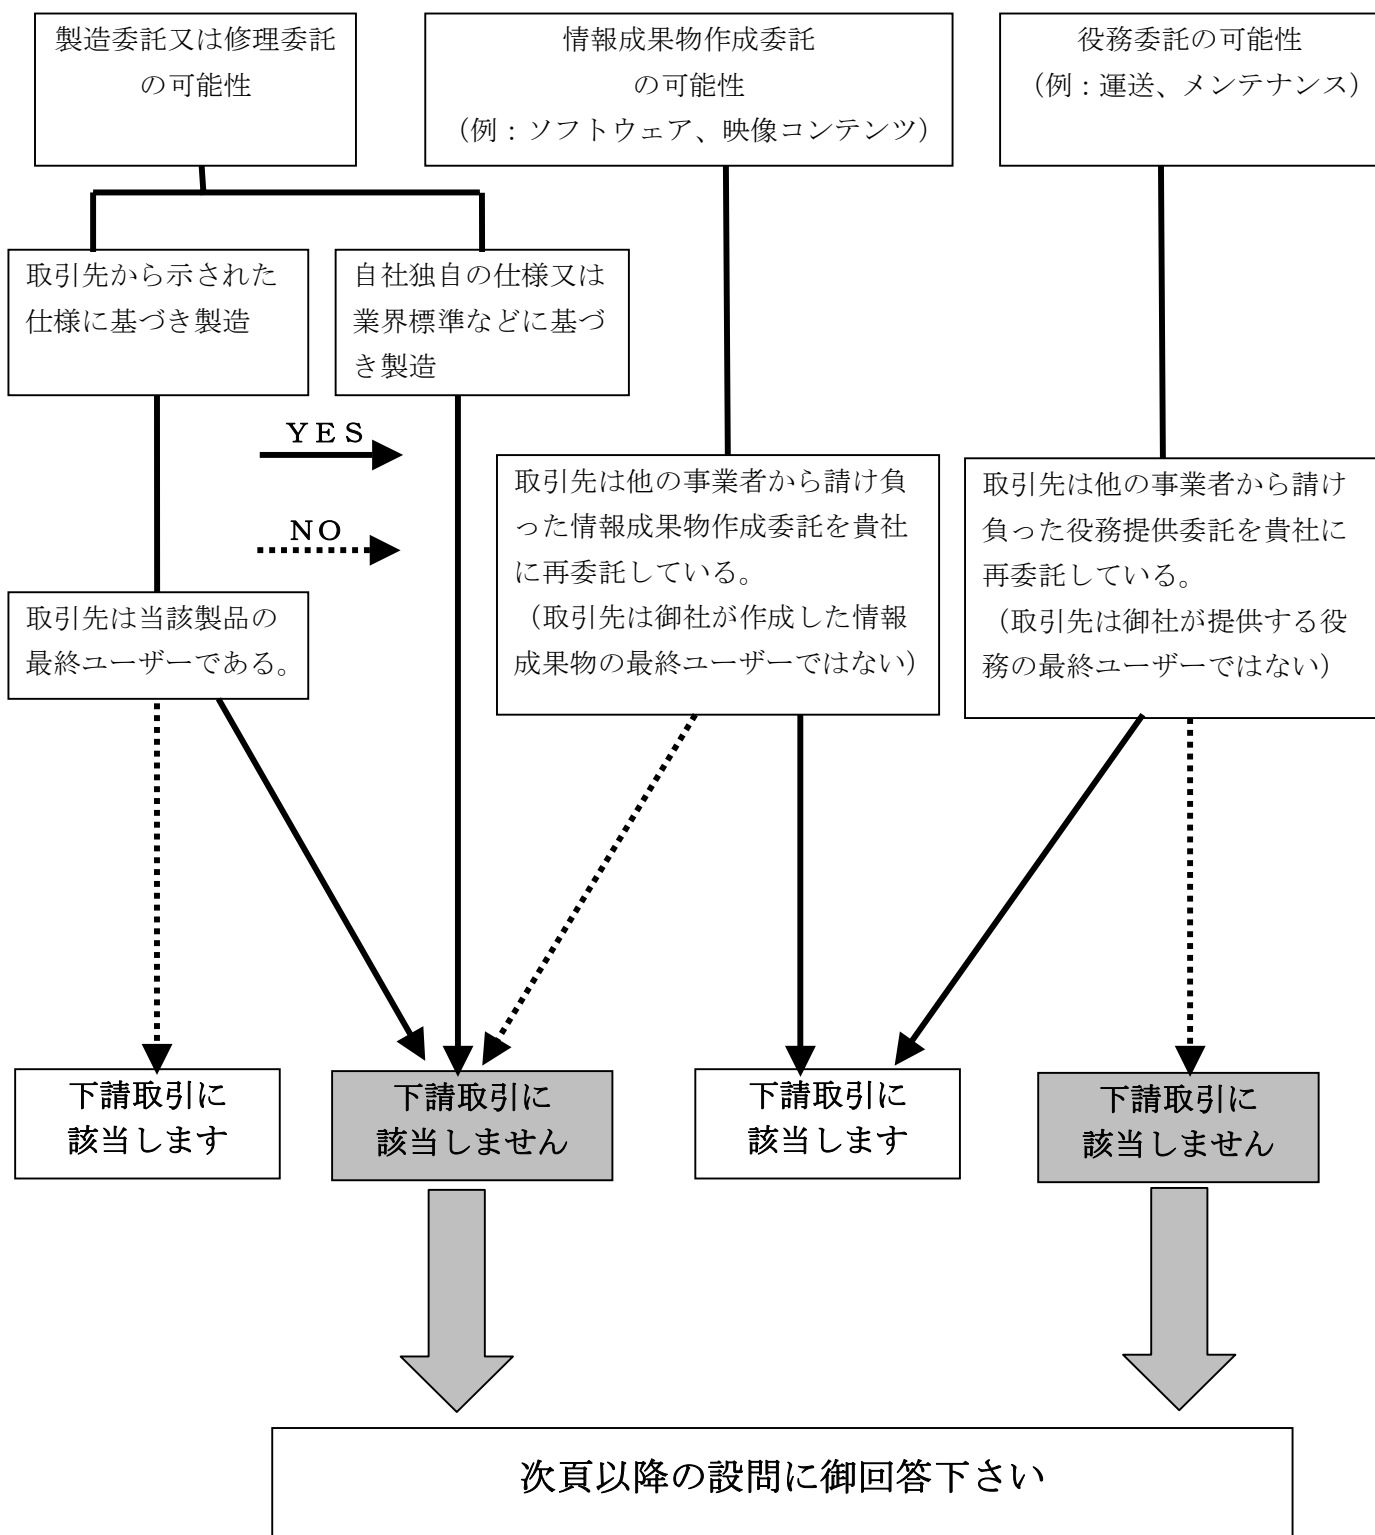 製造委託又は修理委託
の可能性
情報成果物作成委託
の可能性
（例：ソフトウェア、映像コンテンツ）
役務委託の可能性
（例：運送、メンテナンス）
取引先から示された
仕様に基づき製造
自社独自の仕様又は
業界標準などに基づ
き製造
ＹＥＳ
ＮＯ
取引先は当該製品の
最終ユーザーである。
取引先は他の事業者から請け負
った情報成果物作成委託を貴社
に再委託している。
（取引先は御社が作成した情報
成果物の最終ユーザーではない）
取引先は他の事業者から請け
負った役務提供委託を貴社に
再委託している。
（取引先は御社が提供する役
務の最終ユーザーではない）
下請取引に
該当します
下請取引に
該当しません
下請取引に
該当します
下請取引に
該当しません
次頁以降の設問に御回答下さい